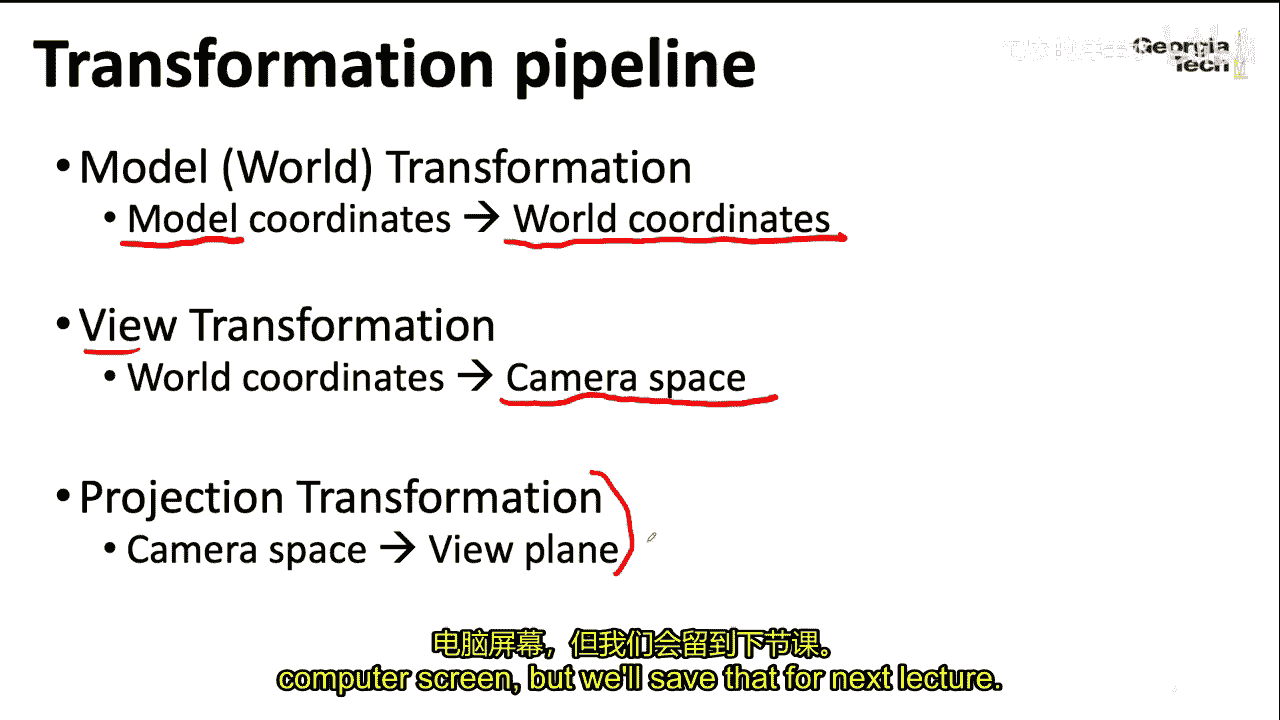 Transformation pipeline
Georgia
Tech
• Model (World) Transformation
• Model coordinates → World coordinates
• View Transformation
• World coordinates → Camera space
• Projection Transformation
• Camera space → View plane
电脑屏幕，但我们会留到下节课。
computer screen, but we'll save that for next lecture.